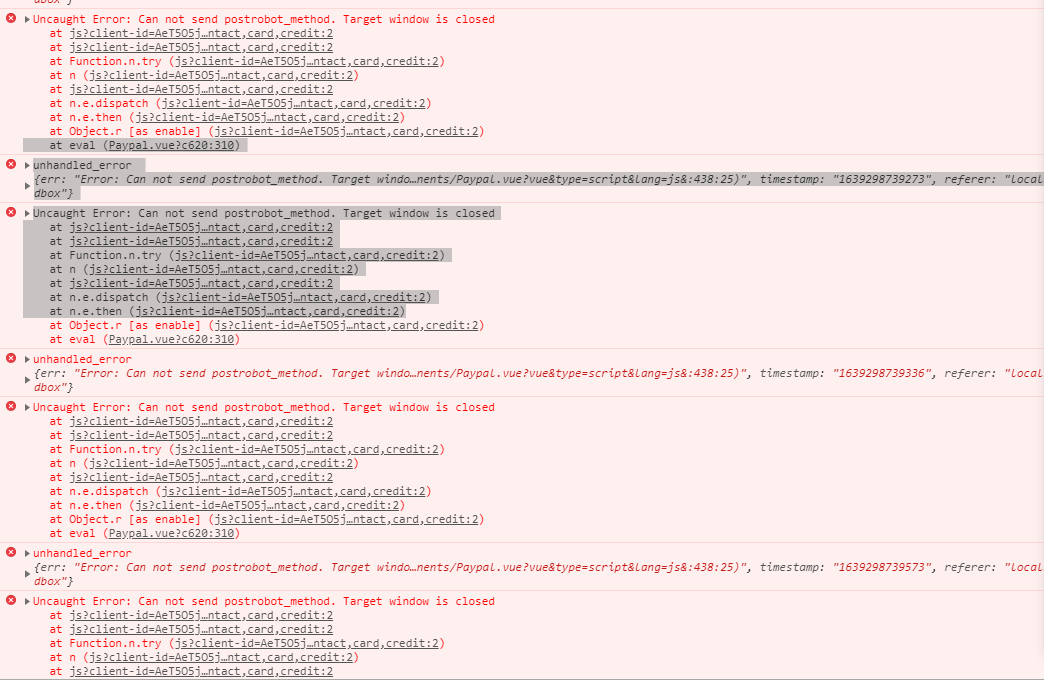 dbox"}
Uncaught Error: Can not send postrobot_method. Target window is closed
at js?client-id=AeT5O5j…ntact,card,credit:2
at js?client-id=AeT5O5j…ntact,card,credit:2
at Function.n.try (js?client-id=AeT5O5j…ntact,card,credit:2)
at n (js?client-id=AeT5O5j…ntact,card,credit:2)
at js?client-id=AeT5O5j…ntact,card,credit:2
at n.e.dispatch (js?client-id=AeT5O5j…ntact,card,credit:2)
at n.e.then (js?client-id=AeT5O5j…ntact,card,credit:2)
at Object.r [as enable] (js?client-id=AeT5O5j…ntact,card,credit:2)
at eval (Paypal.vue?c620:310)
unhandled_error
{err: "Error: Can not send postrobot_method. Target windo…nents/Paypal.vue?vue&type=script&lang=js&:438:25)", timestamp: "1639298739273", referer: "local
dbox"}
Uncaught Error: Can not send postrobot_method. Target window is closed
at js?client-id=AeT5O5j…ntact,card,credit:2
at js?client-id=AeT5O5j…ntact,card,credit:2
at Function.n.try (js?client-id=AeT5O5j…ntact,card,credit:2)
at n (js?client-id=AeT5O5j…ntact,card,credit:2)
at js?client-id=AeT5O5j…ntact,card,credit:2
at n.e.dispatch (js?client-id=AeT5O5j…ntact,card,credit:2)
at n.e.then (js?client-id=AeT5O5j…ntact,card,credit:2)
at Object.r [as enable] (js?client-id=AeT5O5j…ntact,card,credit:2)
at eval (Paypal.vue?c620:310)
unhandled_error
{err: "Error: Can not send postrobot_method. Target windo…nents/Paypal.vue?vue&type=script&lang=js&:438:25)", timestamp: "1639298739336", referer: "local
dbox"}
Uncaught Error: Can not send postrobot_method. Target window is closed
at js?client-id=AeT5O5j…ntact,card,credit:2
at js?client-id=AeT5O5j…ntact,card,credit:2
at Function.n.try (js?client-id=AeT5O5j…ntact,card,credit:2)
at n (js?client-id=AeT5O5j…ntact,card,credit:2)
at js?client-id=AeT5O5j…ntact,card,credit:2
at n.e.dispatch (js?client-id=AeT5O5j…ntact,card,credit:2)
at n.e.then (js?client-id=AeT5O5j…ntact,card,credit:2)
at Object.r [as enable] (js?client-id=AeT5O5j…ntact,card,credit:2)
at eval (Paypal.vue?c620:310)
unhandled_error
{err: "Error: Can not send postrobot_method. Target windo…nents/Paypal.vue?vue&type=script&lang=js&:438:25)", timestamp: "1639298739573", referer: "local
dbox"}
Uncaught Error: Can not send postrobot_method. Target window is closed
at js?client-id=AeT5O5j…ntact,card,credit:2
at js?client-id=AeT5O5j…ntact,card,credit:2
at Function.n.try (js?client-id=AeT5O5j…ntact,card,credit:2)
at n (js?client-id=AeT5O5j…ntact,card,credit:2)
at js?client-id=AeT5O5j…ntact,card,credit:2